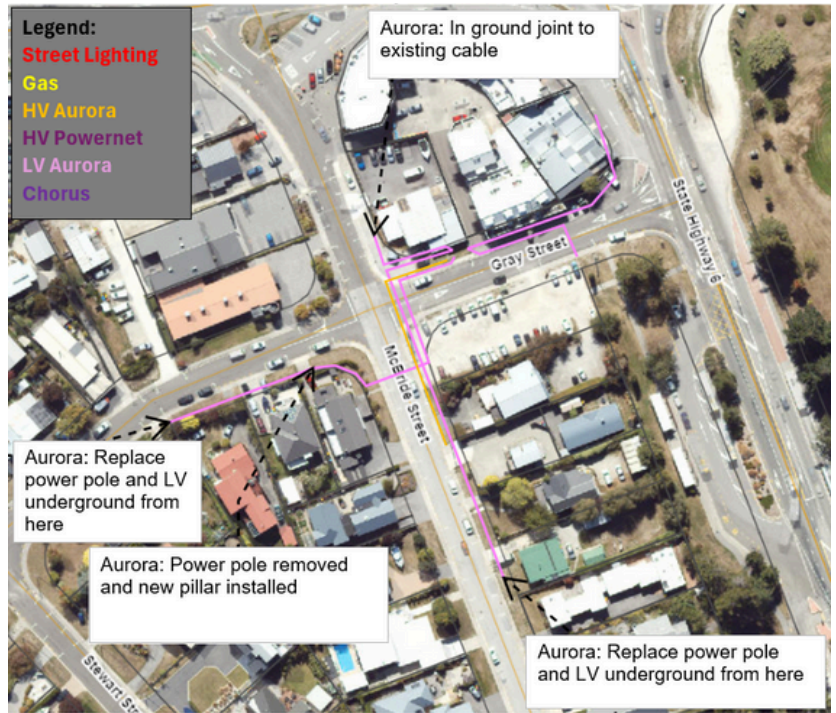 Legend:
Street Lighting
Gas
HV Aurora
HV Powernet
LV Aurora
Chorus
Aurora: In ground joint to
existing cable
State Highway 6
Gray Street
McBride Street
Aurora: Replace
power pole and LV
underground from
here
Aurora: Power pole removed
and new pillar installed
Aurora: Replace power pole
and LV underground from here
Stewart Str